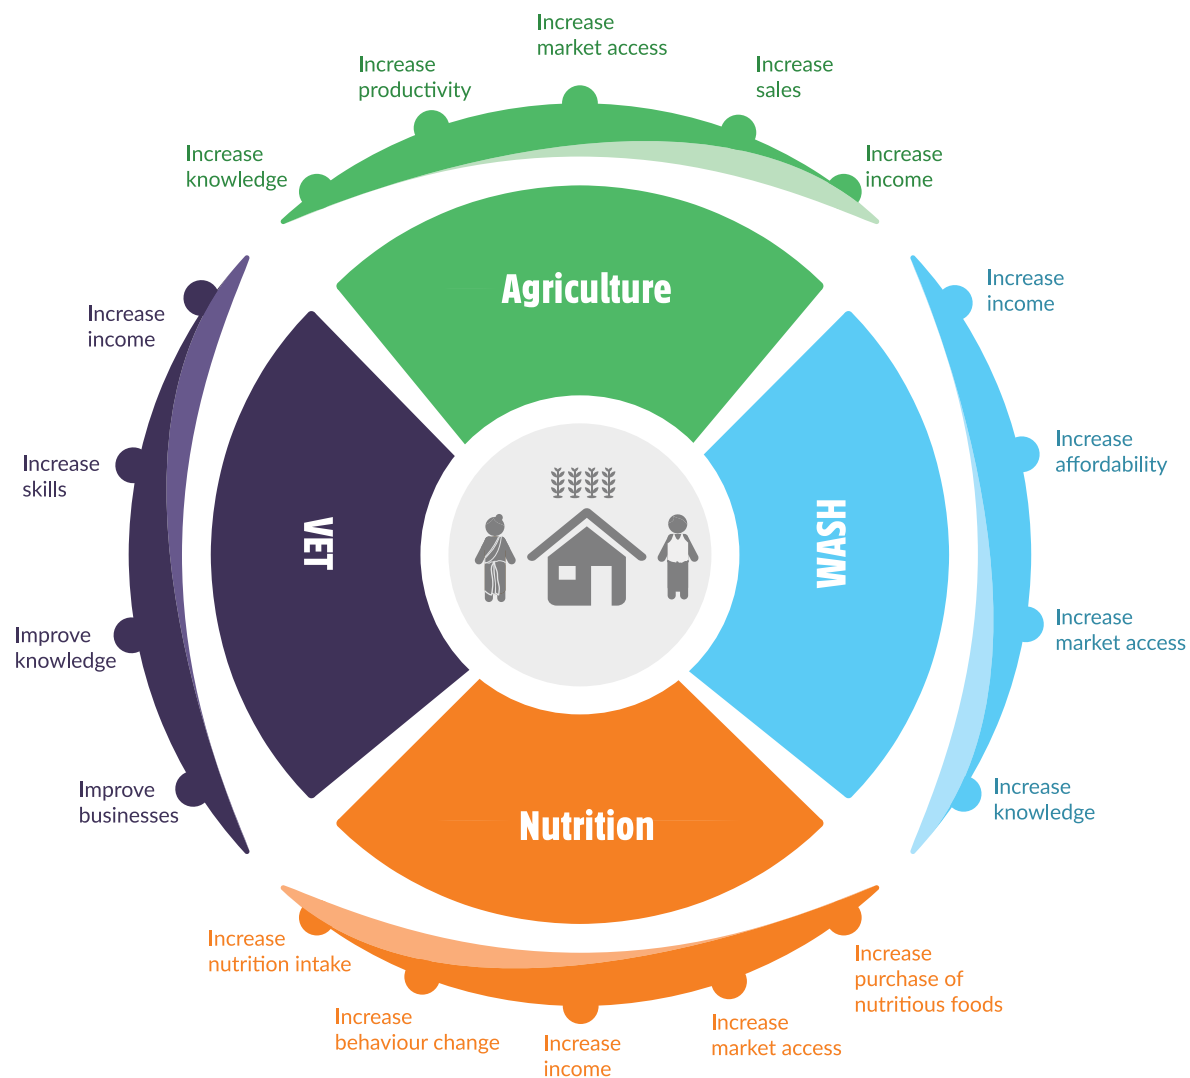 Increase
market access
Increase
productivity
Increase
sales
Increase
knowledge
Increase
income
Agriculture
Increase
income
Increase
affordability
Increase
market access
Increase
knowledge
WASH
Increase
income
Increase
skills
Improve
knowledge
Improve
businesses
VET
Nutrition
Increase
nutrition intake
Increase
behaviour change
Increase
income
Increase
market access
Increase
purchase of
nutritious foods